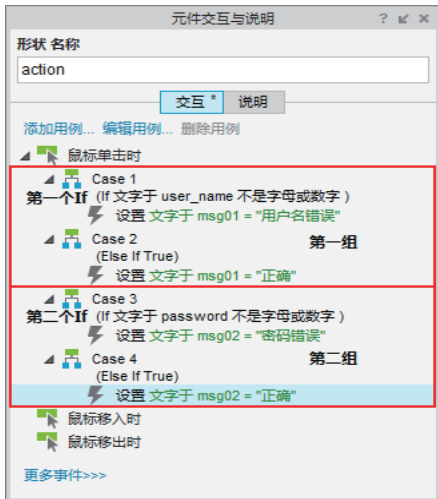 元件交互与说明
形状 名称
action
交互 * 说明
添加用例... 编辑用例... 删除用例
鼠标单击时
Case 1
第一个If (If 文字于 user_name 不是字母或数字 )
设置 文字于 msg01 = "用户名错误"
Case 2 第一组
(Else If True)
设置 文字于 msg01 = "正确"
Case 3
第二个If (If 文字于 password 不是字母或数字 )
设置 文字于 msg02 = "密码错误"
Case 4 第二组
(Else If True)
设置 文字于 msg02 = "正确"
鼠标移入时
鼠标移出时
更多事件>>>